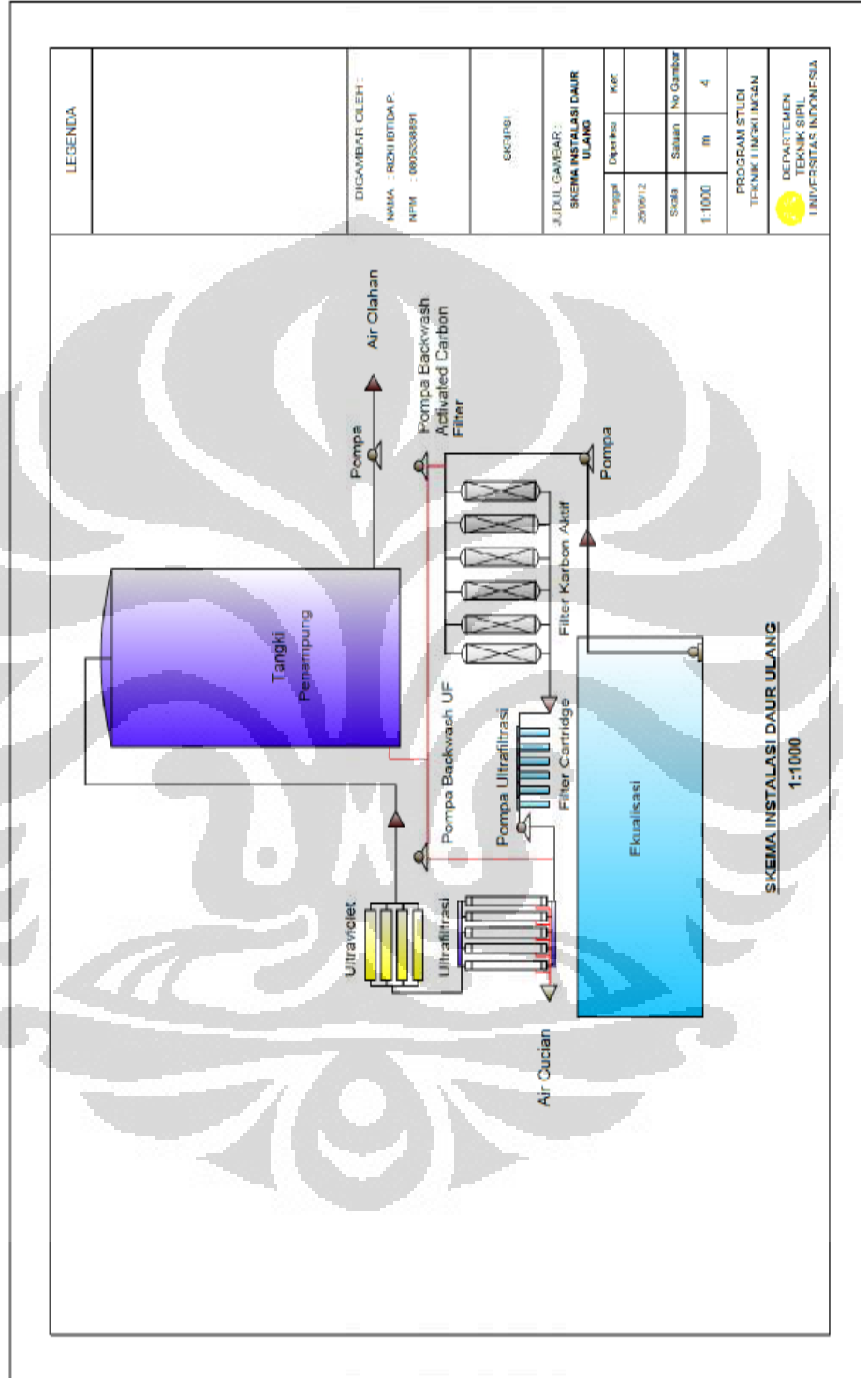 LEGENDA
DIGAMBAR OLEH :
NAMA : RIZKI IBTIDA P.
NPM : 0806338891
SKRIPSI
JUDUL GAMBAR :
SKEMA INSTALASI DAUR
ULANG
Tanggal Diperiksa Ket.
Skala Satuan No Gambar
1:1000 m 4
PROGRAM STUDI
TEKNIK LINGKUNGAN
DEPARTEMEN
TEKNIK SIPIL
UNIVERSITAS INDONESIA
Tangki
Penampung
Pompa
Air Olahan
Ultraviolet
Pompa Backwash UF
Pompa Backwash
Activated Carbon
Filter
Ultrafiltrasi
Pompa Ultrafiltrasi
Filter Cartridge
Filter Karbon Aktif
Pompa
Air Cucian
Ekualisasi
SKEMA INSTALASI DAUR ULANG
1:1000